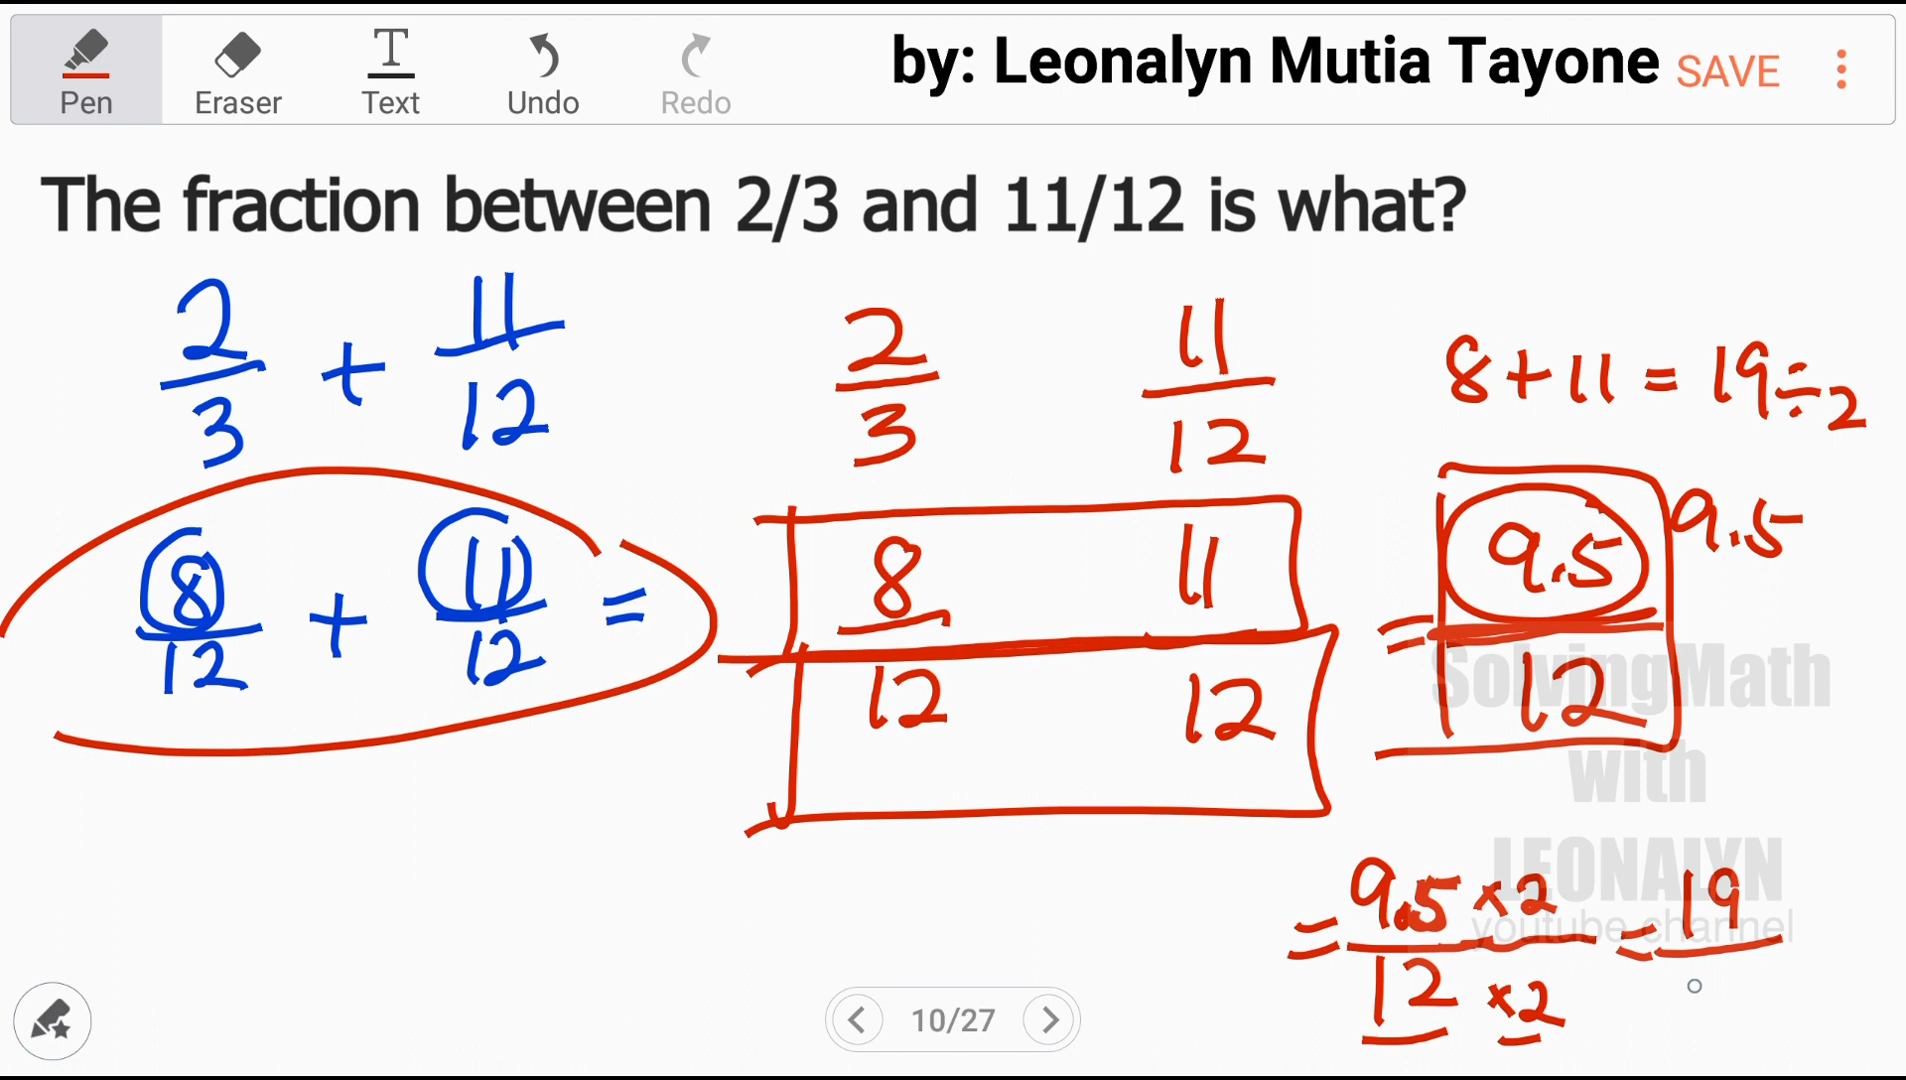 Pen Eraser Text Undo Redo by: Leonalyn Mutia Tayone SAVE
The fraction between 2/3 and 11/12 is what?
2/3 + 11/12
8/12 + 11/12 =
2/3 11/12
8/12 11/12
8 + 11 = 19 ÷ 2
9.5
= 9.5/12
SolvingMath
with
LEONALYN
youtube channel
= 9.5 × 2 / 12 × 2 = 19
10/27